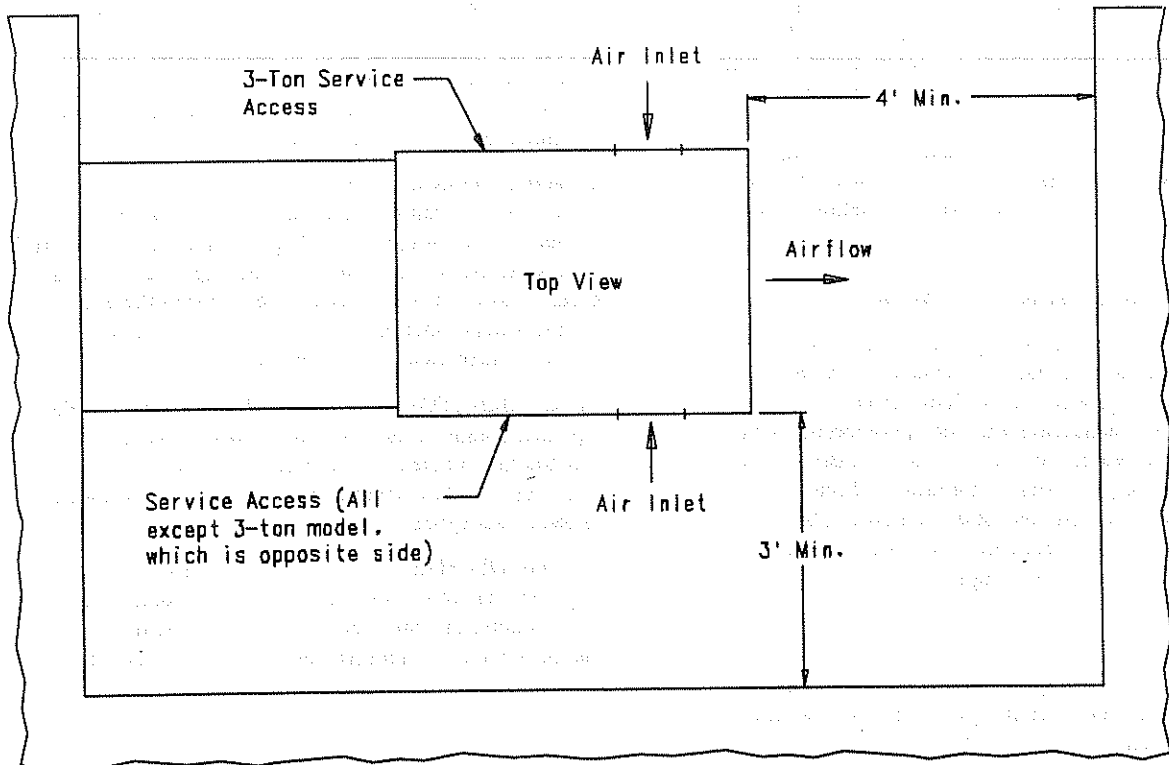 Air Inlet
3-Ton Service
Access
4' Min.
Airflow
Top View
Service Access (All
except 3-ton model.
which is opposite side)
Air Inlet
3' Min.